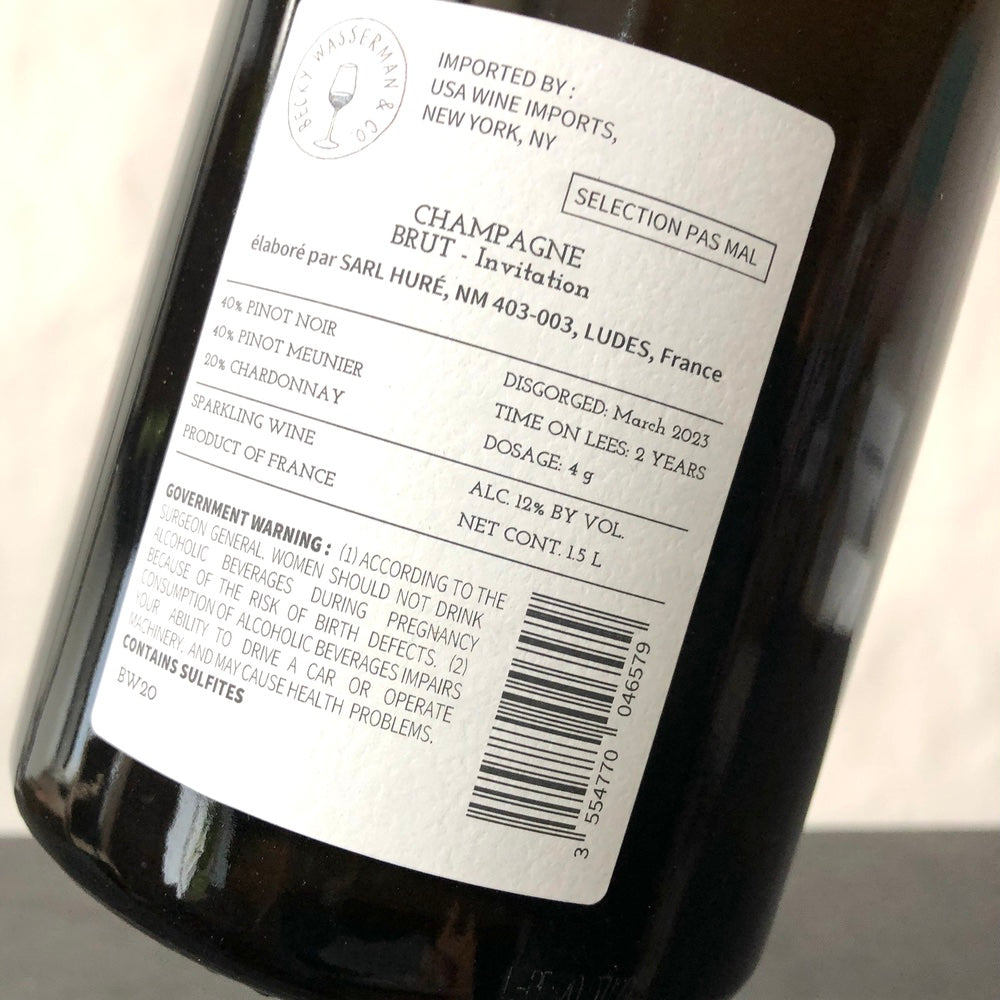 BECKY WASSERMAN & CO.
IMPORTED BY :
USA WINE IMPORTS,
NEW YORK, NY
SELECTION PAS MAL
CHAMPAGNE
BRUT - Invitation
élaboré par SARL HURÉ, NM 403-003, LUDES, France
40% PINOT NOIR
40% PINOT MEUNIER
20% CHARDONNAY
DISGORGED: March 2023
TIME ON LEES: 2 YEARS
DOSAGE: 4 g
SPARKLING WINE
PRODUCT OF FRANCE
ALC. 12% BY VOL.
NET CONT. 1.5 L
GOVERNMENT WARNING : (1) ACCORDING TO THE
SURGEON GENERAL, WOMEN SHOULD NOT DRINK
ALCOHOLIC BEVERAGES DURING PREGNANCY
BECAUSE OF THE RISK OF BIRTH DEFECTS. (2)
CONSUMPTION OF ALCOHOLIC BEVERAGES IMPAIRS
YOUR ABILITY TO DRIVE A CAR OR OPERATE
MACHINERY, AND MAY CAUSE HEALTH PROBLEMS.
CONTAINS SULFITES
BW20
3 554770 046579